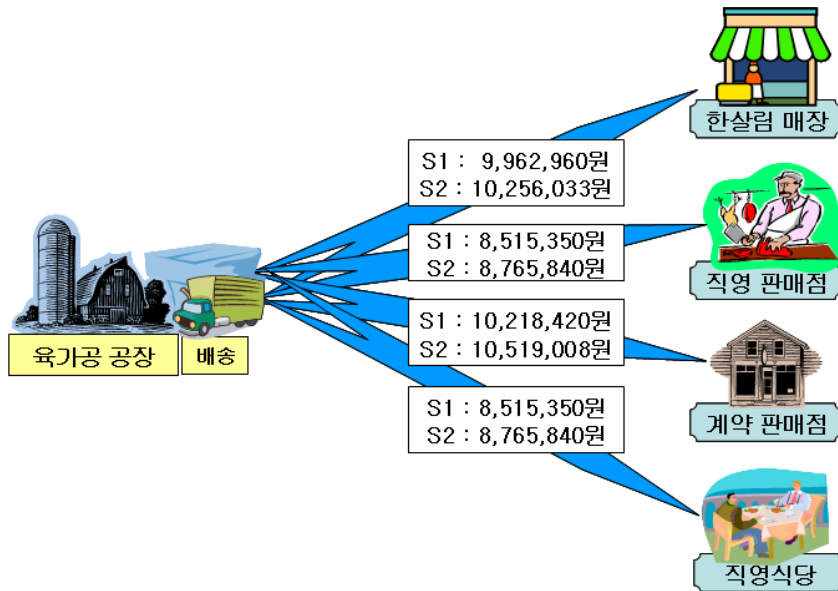 한살림 매장
S1 : 9,962,960원
S2 : 10,256,033원
S1 : 8,515,350원
S2 : 8,765,840원
직영 판매점
S1 : 10,218,420원
S2 : 10,519,008원
육가공 공장
배송
계약 판매점
S1 : 8,515,350원
S2 : 8,765,840원
직영식당